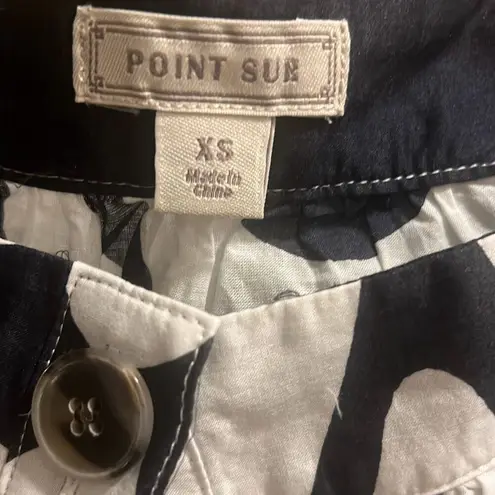 POINT SUR
XS
Made in
China